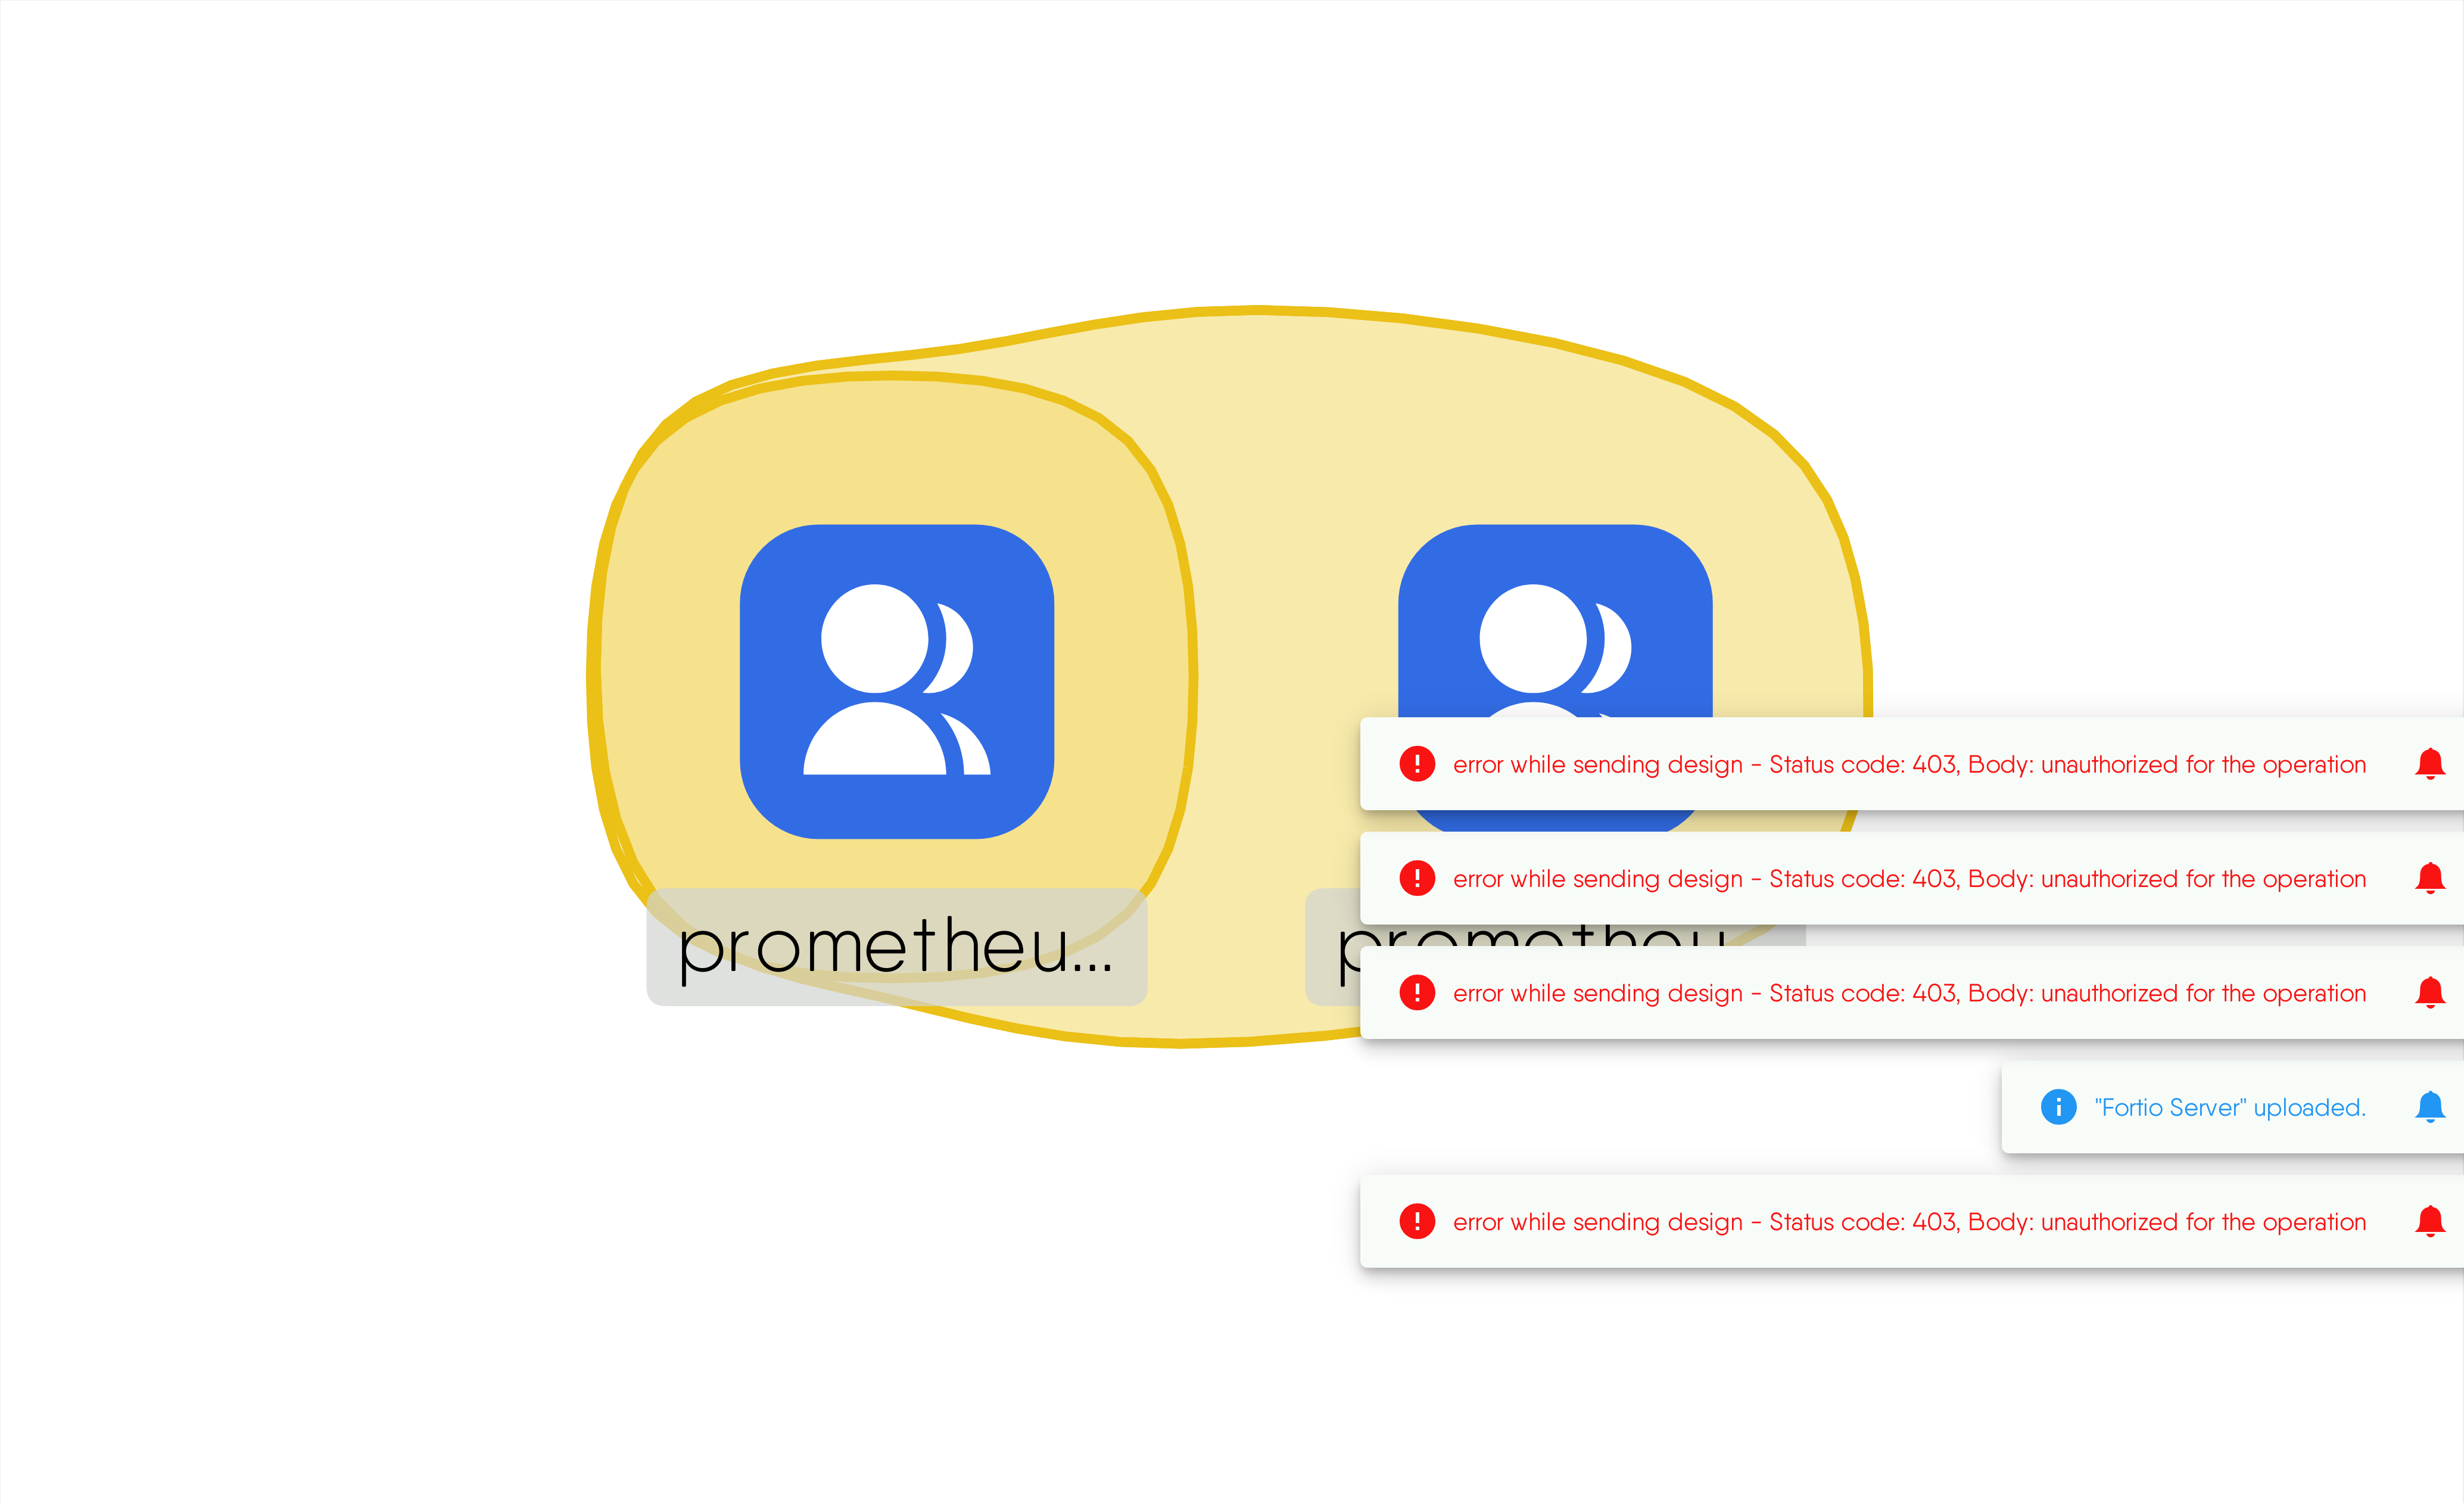 error while sending design - Status code: 403, Body: unauthorized for the operation
error while sending design - Status code: 403, Body: unauthorized for the operation
prometheu...
error while sending design - Status code: 403, Body: unauthorized for the operation
"Fortio Server" uploaded.
error while sending design - Status code: 403, Body: unauthorized for the operation